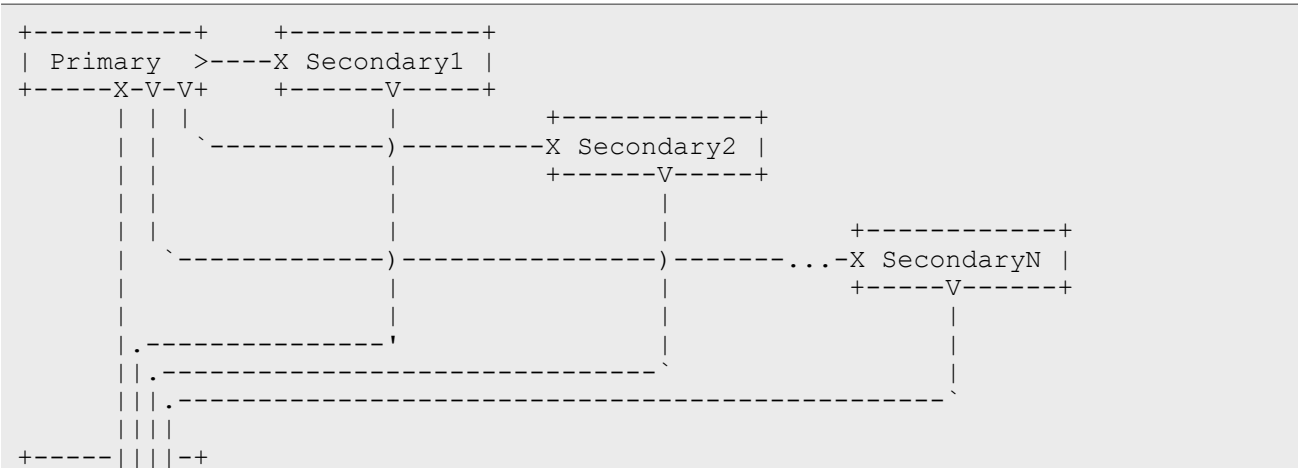 +----------+    +------------+
| Primary  >----X Secondary1 |
+-----X-V-V+    +------V-----+
      | | |            |         +------------+
      | |  `-----------)---------X Secondary2 |
      | |              |         +------V-----+
      | |              |                |
      | |              |                |           +------------+
      |  `-------------)----------------)-------...-X SecondaryN |
      |                |                |           +-----V------+
      |                |                |                 |
      |.---------------'                |                 |
      ||.-------------------------------`                 |
      |||.------------------------------------------------`
      ||||
+-----||||-+